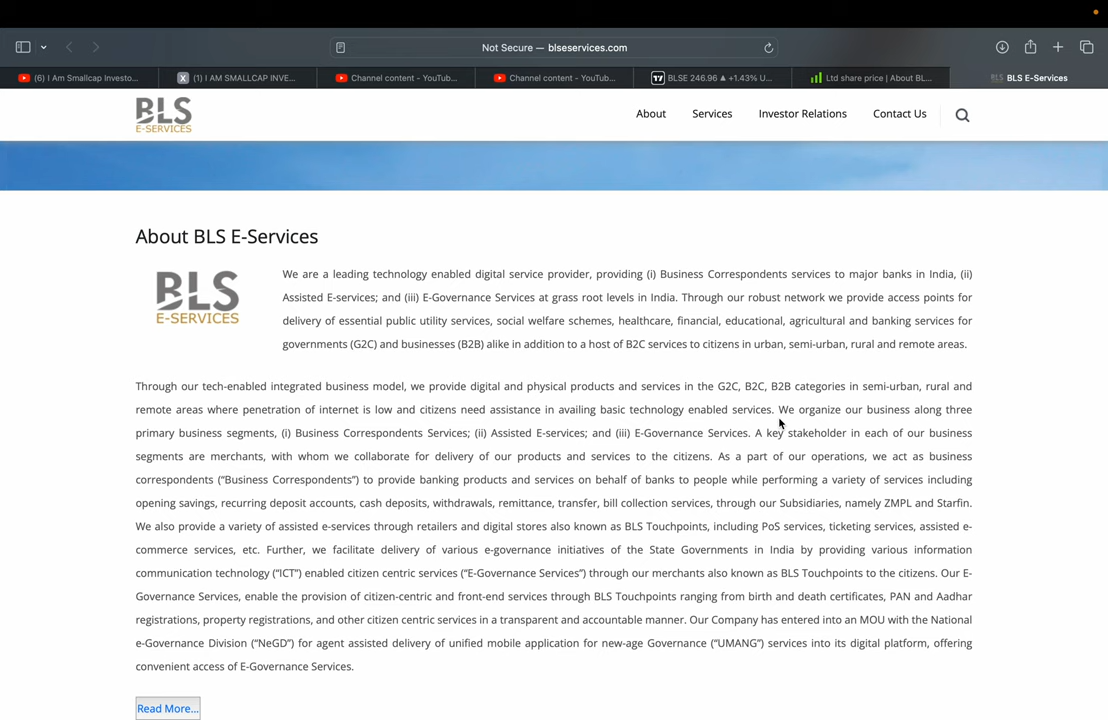 Not Secure — blseservices.com
(6) I Am Smallcap Investo...
(1) I AM SMALLCAP INVE...
Channel content - YouTub...
Channel content - YouTub...
BLSE 246.96 ▲ +1.43% U...
Ltd share price | About BL...
BLS E-Services
BLS
E-SERVICES
About
Services
Investor Relations
Contact Us
About BLS E-Services
BLS
E-SERVICES
We are a leading technology enabled digital service provider, providing (i) Business Correspondents services to major banks in India, (ii)
Assisted E-services; and (iii) E-Governance Services at grass root levels in India. Through our robust network we provide access points for
delivery of essential public utility services, social welfare schemes, healthcare, financial, educational, agricultural and banking services for
governments (G2C) and businesses (B2B) alike in addition to a host of B2C services to citizens in urban, semi-urban, rural and remote areas.
Through our tech-enabled integrated business model, we provide digital and physical products and services in the G2C, B2C, B2B categories in semi-urban, rural and
remote areas where penetration of internet is low and citizens need assistance in availing basic technology enabled services. We organize our business along three
primary business segments, (i) Business Correspondents Services; (ii) Assisted E-services; and (iii) E-Governance Services. A key stakeholder in each of our business
segments are merchants, with whom we collaborate for delivery of our products and services to the citizens. As a part of our operations, we act as business
correspondents (“Business Correspondents”) to provide banking products and services on behalf of banks to people while performing a variety of services including
opening savings, recurring deposit accounts, cash deposits, withdrawals, remittance, transfer, bill collection services, through our Subsidiaries, namely ZMPL and Starfin.
We also provide a variety of assisted e-services through retailers and digital stores also known as BLS Touchpoints, including PoS services, ticketing services, assisted e-
commerce services, etc. Further, we facilitate delivery of various e-governance initiatives of the State Governments in India by providing various information
communication technology (“ICT”) enabled citizen centric services (“E-Governance Services”) through our merchants also known as BLS Touchpoints to the citizens. Our E-
Governance Services, enable the provision of citizen-centric and front-end services through BLS Touchpoints ranging from birth and death certificates, PAN and Aadhar
registrations, property registrations, and other citizen centric services in a transparent and accountable manner. Our Company has entered into an MOU with the National
e-Governance Division (“NeGD”) for agent assisted delivery of unified mobile application for new-age Governance (“UMANG”) services into its digital platform, offering
convenient access of E-Governance Services.
Read More...